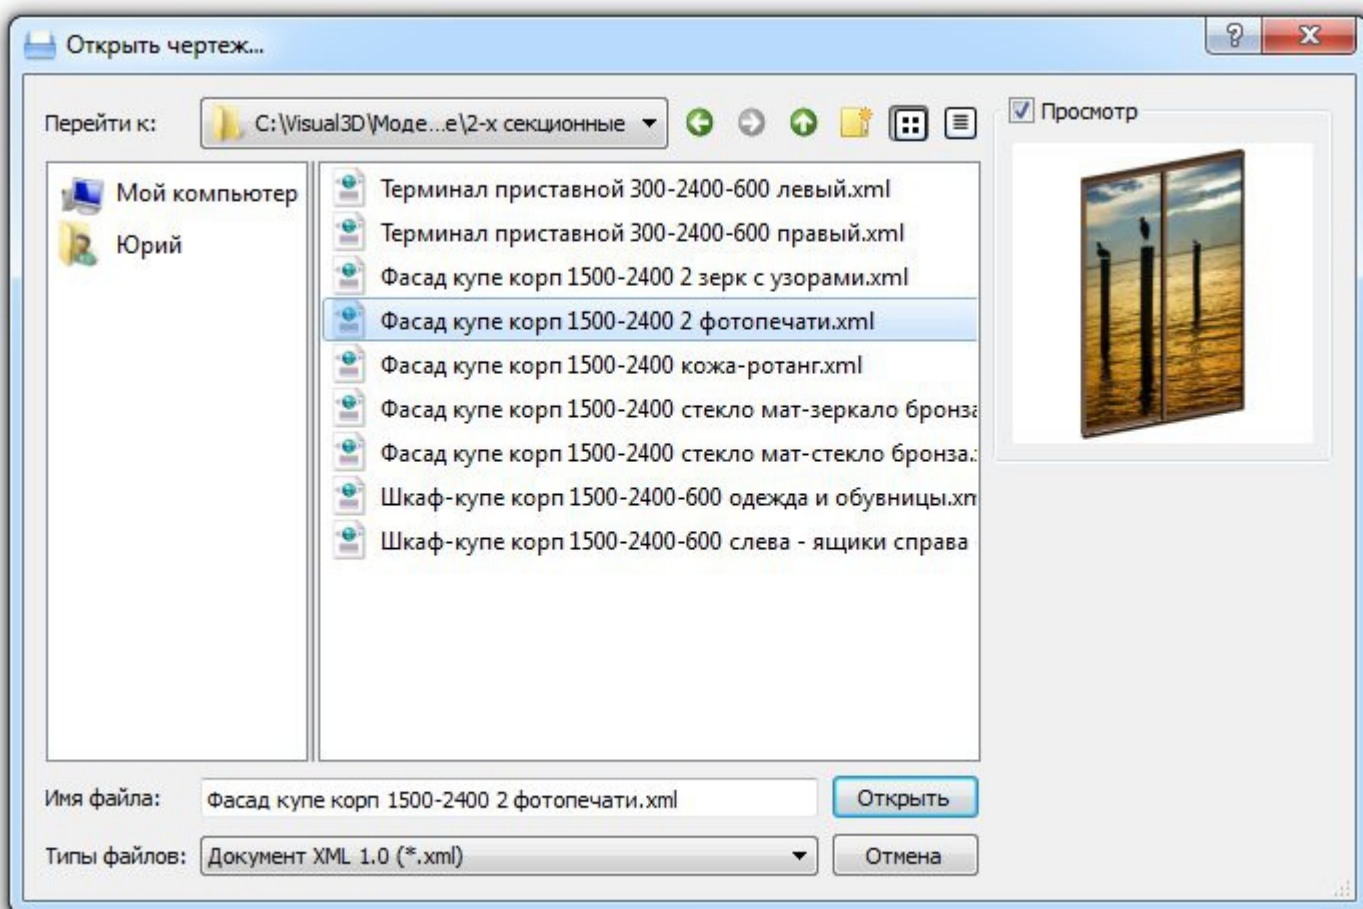 Открыть чертеж...
Перейти к:
C:\Visual3D\Моде...е\2-х секционные
Просмотр
Мой компьютер
Юрий
Терминал приставной 300-2400-600 левый.xml
Терминал приставной 300-2400-600 правый.xml
Фасад купе корп 1500-2400 2 зерк с узорами.xml
Фасад купе корп 1500-2400 2 фотопечати.xml
Фасад купе корп 1500-2400 кожа-ротанг.xml
Фасад купе корп 1500-2400 стекло мат-зеркало бронза
Фасад купе корп 1500-2400 стекло мат-стекло бронза.
Шкаф-купе корп 1500-2400-600 одежда и обувницы.xm
Шкаф-купе корп 1500-2400-600 слева - ящики справа
Имя файла:
Фасад купе корп 1500-2400 2 фотопечати.xml
Открыть
Типы файлов:
Документ XML 1.0 (*.xml)
Отмена